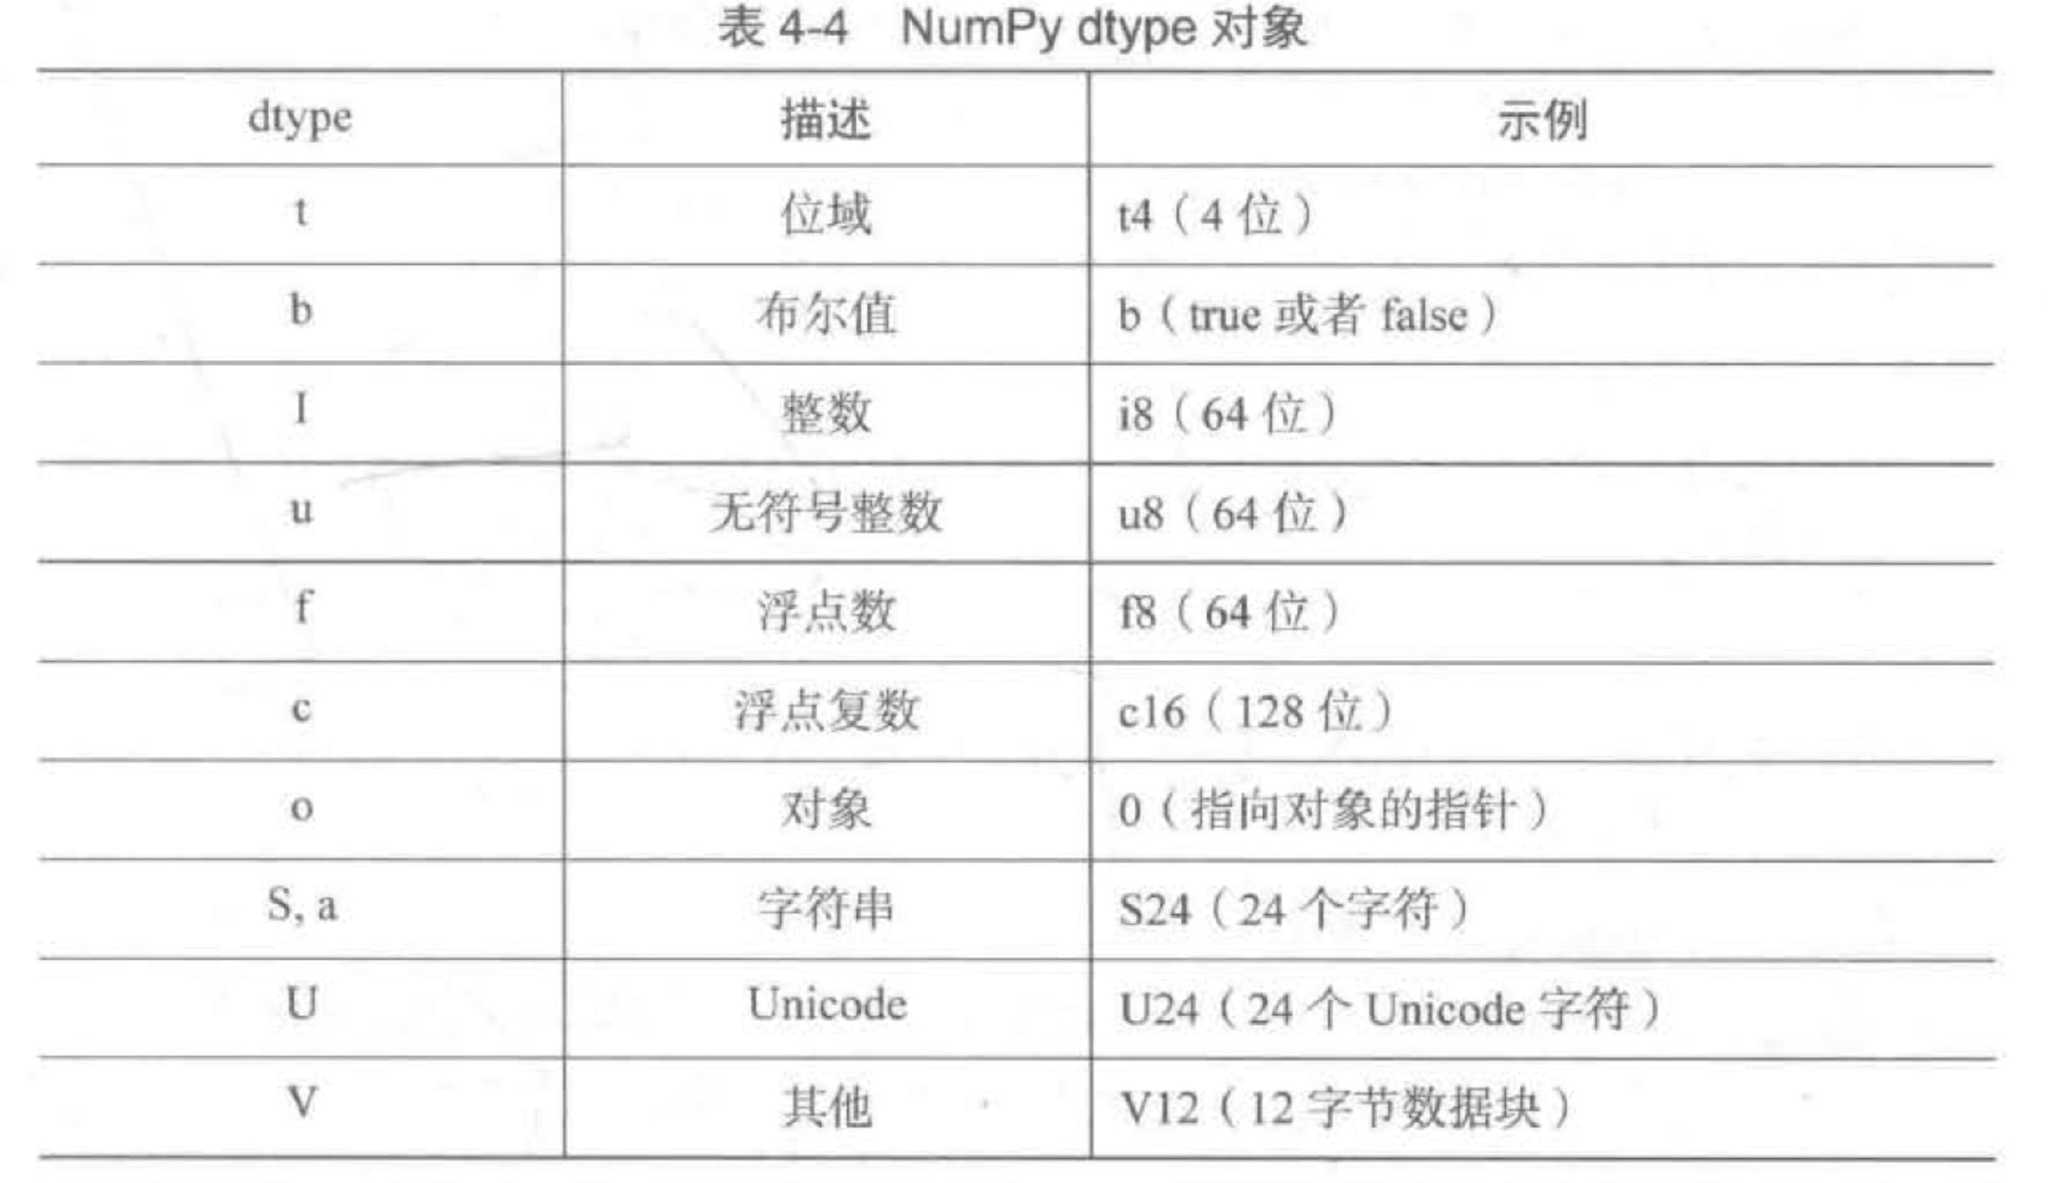 表 4-4 NumPy dtype 对象
dtype 描述 示例
t 位域 t4（4 位）
b 布尔值 b（true 或者 false）
I 整数 i8（64 位）
u 无符号整数 u8（64 位）
f 浮点数 f8（64 位）
c 浮点复数 c16（128 位）
o 对象 0（指向对象的指针）
S, a 字符串 S24（24 个字符）
U Unicode U24（24 个 Unicode 字符）
V 其他 V12（12 字节数据块）